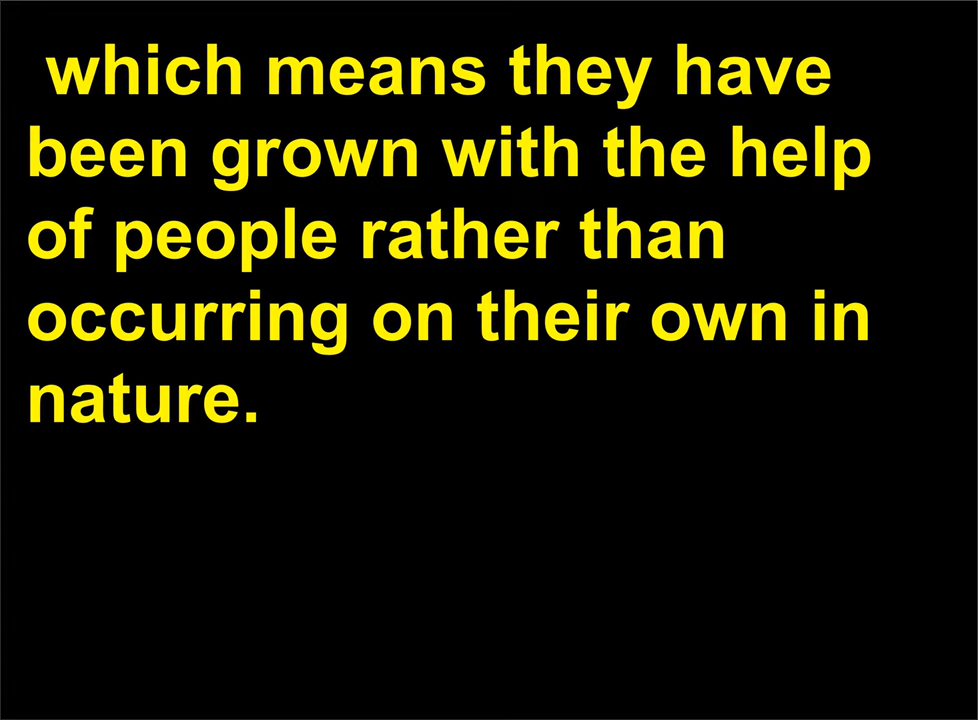 which means they have
been grown with the help
of people rather than
occurring on their own in
nature.